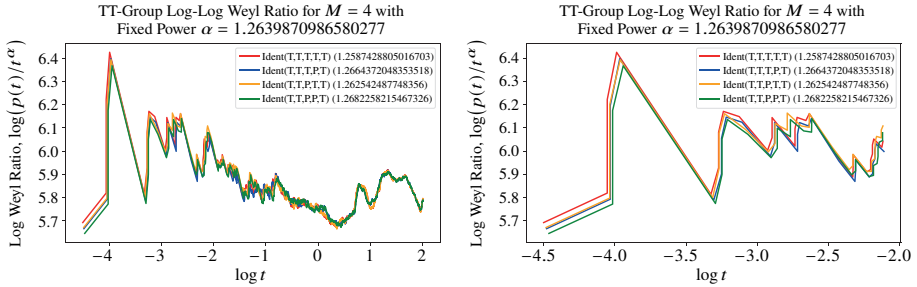 TT-Group Log-Log Weyl Ratio for M = 4 with
Fixed Power α = 1.2639870986580277
Log Weyl Ratio, log(p(t)/t^α)
6.4
6.3
6.2
6.1
6.0
5.9
5.8
5.7
Ident(T,T,T,T,T) (1.2587428805016703)
Ident(T,T,T,P,T) (1.2664372048353518)
Ident(T,T,P,T,T) (1.262542487748356)
Ident(T,T,P,P,T) (1.2682258215467326)
−4 −3 −2 −1 0 1 2
log t
TT-Group Log-Log Weyl Ratio for M = 4 with
Fixed Power α = 1.2639870986580277
Log Weyl Ratio, log(p(t)/t^α)
6.4
6.3
6.2
6.1
6.0
5.9
5.8
5.7
Ident(T,T,T,T,T) (1.2587428805016703)
Ident(T,T,T,P,T) (1.2664372048353518)
Ident(T,T,P,T,T) (1.262542487748356)
Ident(T,T,P,P,T) (1.2682258215467326)
−4.5 −4.0 −3.5 −3.0 −2.5 −2.0
log t